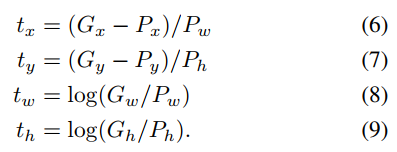 t_x = (G_x − P_x)/P_w (6)
t_y = (G_y − P_y)/P_h (7)
t_w = log(G_w/P_w) (8)
t_h = log(G_h/P_h). (9)